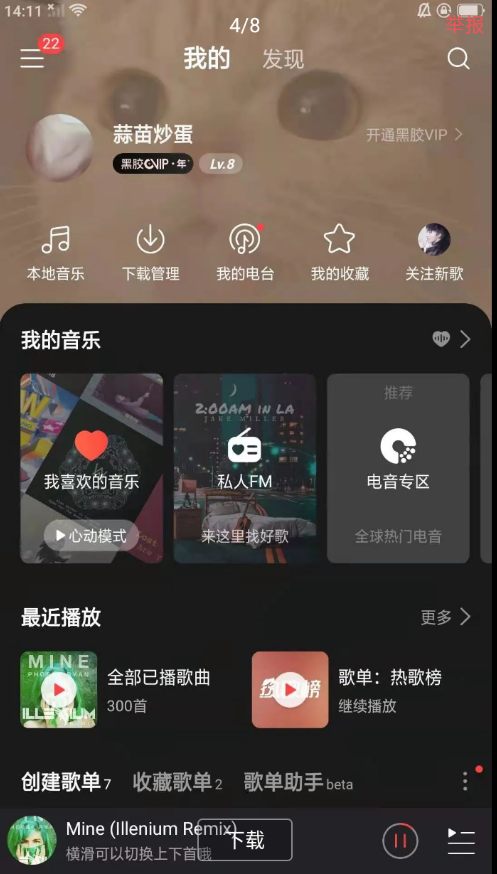 14:11
4/8
举报
22
我的 发现
蒜苗炒蛋
开通黑胶VIP
黑胶VIP·年 Lv.8
本地音乐 下载管理 我的电台 我的收藏 关注新歌
我的音乐
推荐
2:00AM IN LA
JAKE MILLER
我喜欢的音乐 私人FM 电音专区
心动模式 来这里找好歌 全球热门电音
最近播放 更多
MINE
ILLENIUM
全部已播歌曲
300首
热歌榜
歌单：热歌榜
继续播放
创建歌单7 收藏歌单2 歌单助手beta
Mine (Illenium Remix)
下载
横滑可以切换上下首哦